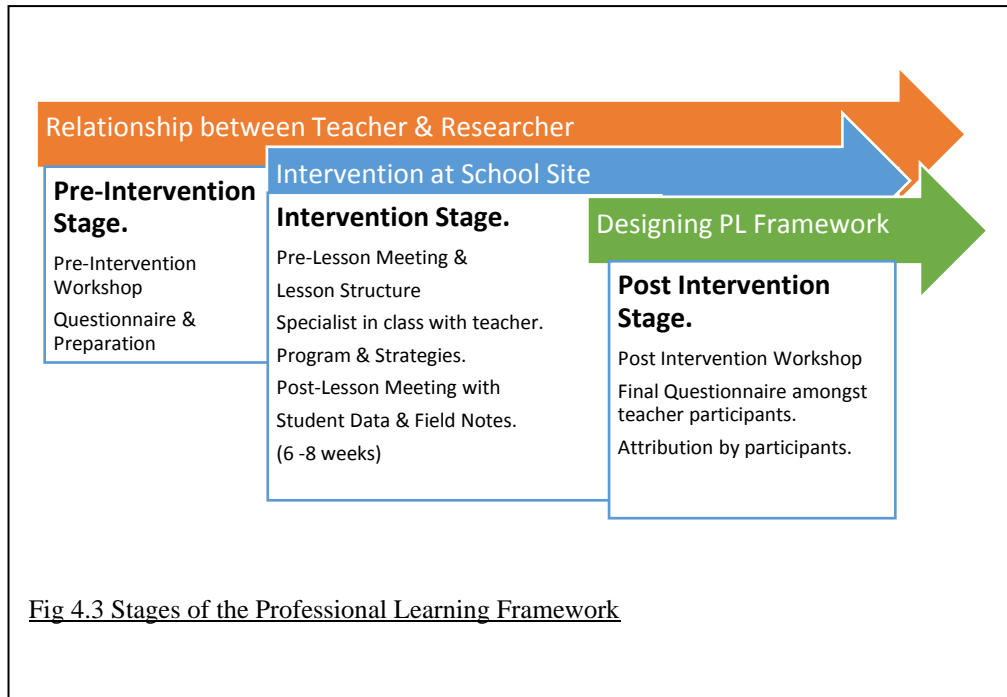 Relationship between Teacher & Researcher
Pre-Intervention
Stage.
Pre-Intervention
Workshop
Questionnaire &
Preparation
Intervention at School Site
Intervention Stage.
Pre-Lesson Meeting &
Lesson Structure
Specialist in class with teacher.
Program & Strategies.
Post-Lesson Meeting with
Student Data & Field Notes.
(6 -8 weeks)
Designing PL Framework
Post Intervention
Stage.
Post Intervention Workshop
Final Questionnaire amongst
teacher participants.
Attribution by participants.
Fig 4.3 Stages of the Professional Learning Framework